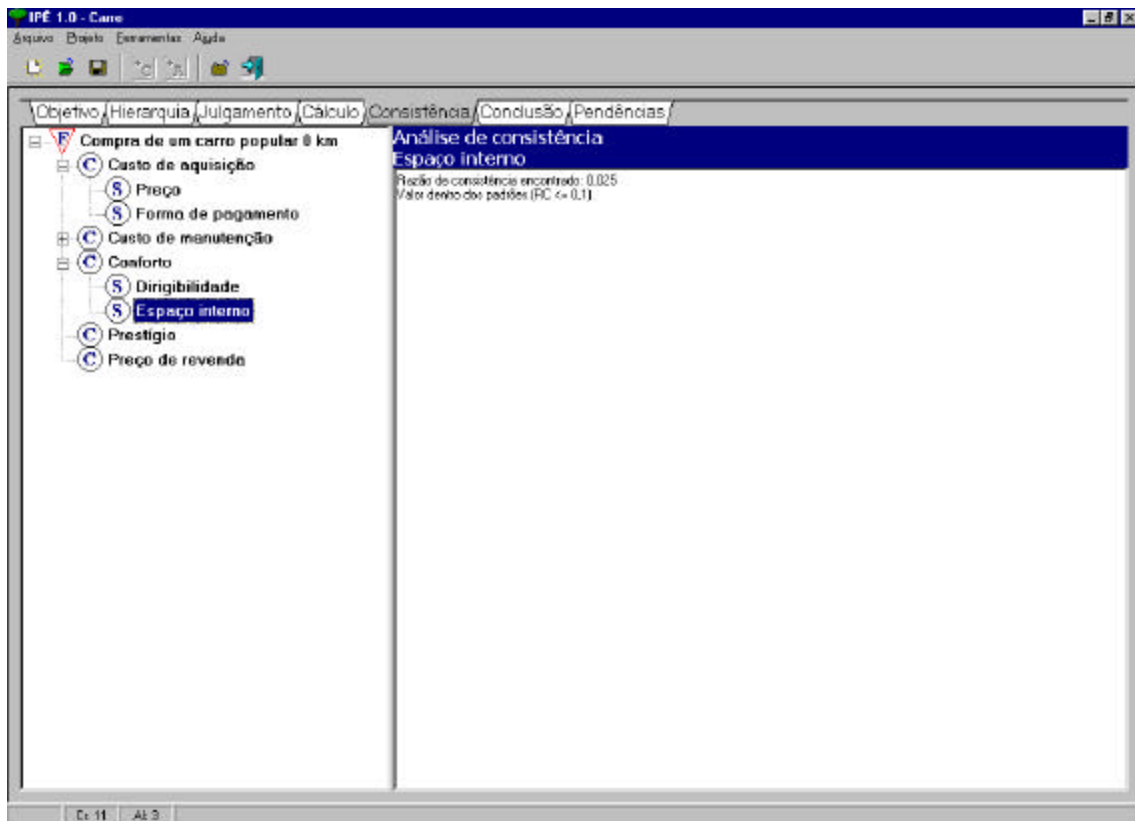 IPÊ 1.0 - Carro
Arquivo Projeto Ferramentas Ajuda
Objetivo Hierarquia Julgamento Cálculo Consistência Conclusão Pendências
F Compra de um carro popular 0 km
C Custo de aquisição
S Preço
S Forma de pagamento
C Custo de manutenção
C Conforto
S Dirigibilidade
S Espaço interno
C Prestígio
C Preço de revenda
Análise de consistência
Espaço interno
Razão de consistência encontrado: 0.025
Valor dentro dos padrões (RC <= 0,1)
11
3